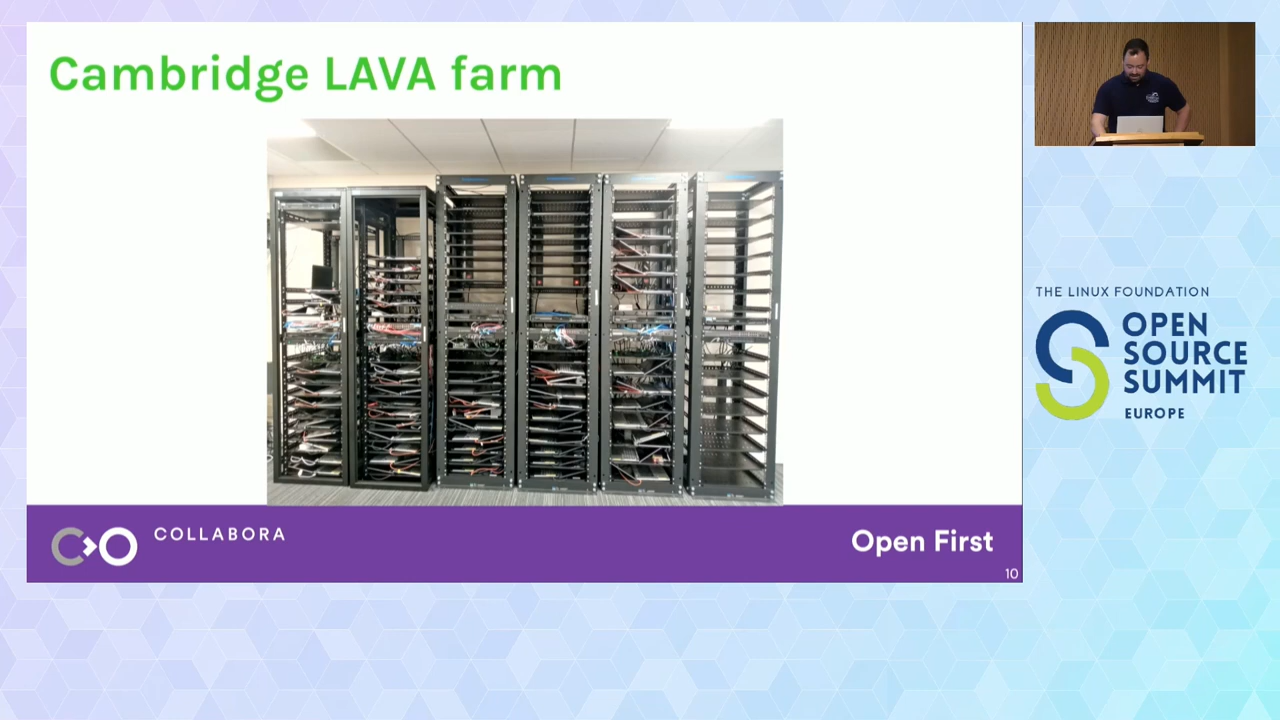 Cambridge LAVA farm
COLLABORA
Open First
10
THE LINUX FOUNDATION
OPEN
SOURCE
SUMMIT
EUROPE